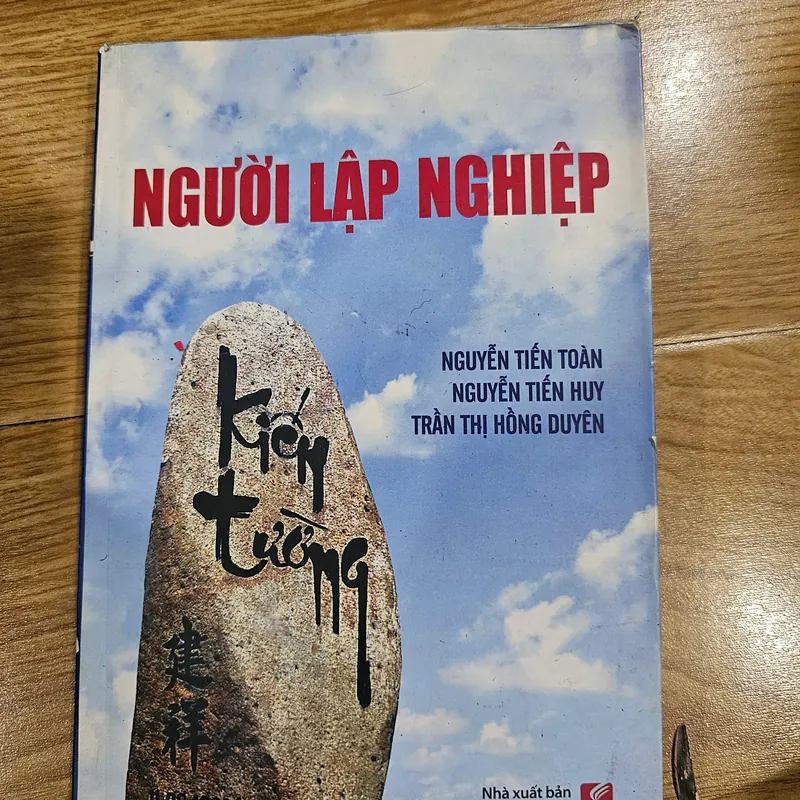 NGƯỜI LẬP NGHIỆP
NGUYỄN TIẾN TOÀN
NGUYỄN TIẾN HUY
TRẦN THỊ HỒNG DUYÊN
Kiến
tường
建
祥
Nhà xuất bản